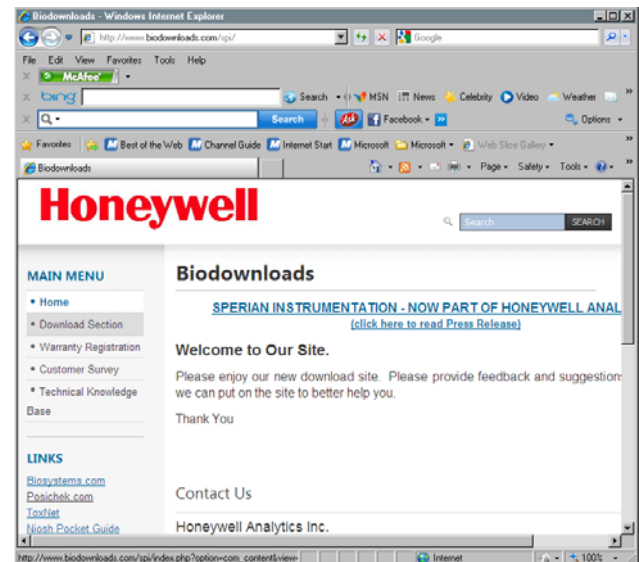 Biodownloads - Windows Internet Explorer
http://www.biodownloads.com/spi/
Google
File Edit View Favorites Tools Help
McAfee
bing Search MSN News Celebrity Video Weather
Search Facebook Options
Favorites Best of the Web Channel Guide Internet Start Microsoft Microsoft Web Slice Gallery
Biodownloads Page Safety Tools
Honeywell
Search SEARCH
MAIN MENU
Home
Download Section
Warranty Registration
Customer Survey
Technical Knowledge
Base
LINKS
Biosystems.com
Posichek.com
ToxNet
Niosh Pocket Guide
Biodownloads
SPERIAN INSTRUMENTATION - NOW PART OF HONEYWELL ANAL
(click here to read Press Release)
Welcome to Our Site.
Please enjoy our new download site. Please provide feedback and suggestion
we can put on the site to better help you.
Thank You
Contact Us
Honeywell Analytics Inc.
http://www.biodownloads.com/spi/index.php?option=com_content&view= Internet 100%